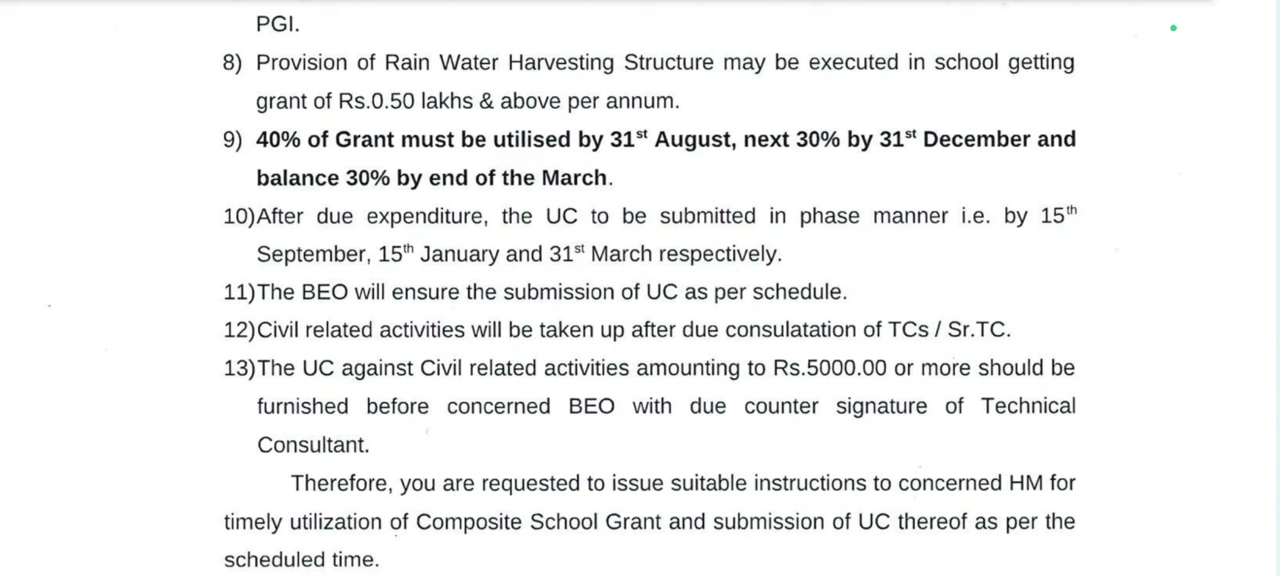 PGI.
8) Provision of Rain Water Harvesting Structure may be executed in school getting
grant of Rs.0.50 lakhs & above per annum.
9) 40% of Grant must be utilised by 31st August, next 30% by 31st December and
balance 30% by end of the March.
10)After due expenditure, the UC to be submitted in phase manner i.e. by 15th
September, 15th January and 31st March respectively.
11)The BEO will ensure the submission of UC as per schedule.
12)Civil related activities will be taken up after due consulatation of TCs / Sr.TC.
13)The UC against Civil related activities amounting to Rs.5000.00 or more should be
furnished before concerned BEO with due counter signature of Technical
Consultant.
Therefore, you are requested to issue suitable instructions to concerned HM for
timely utilization of Composite School Grant and submission of UC thereof as per the
scheduled time.